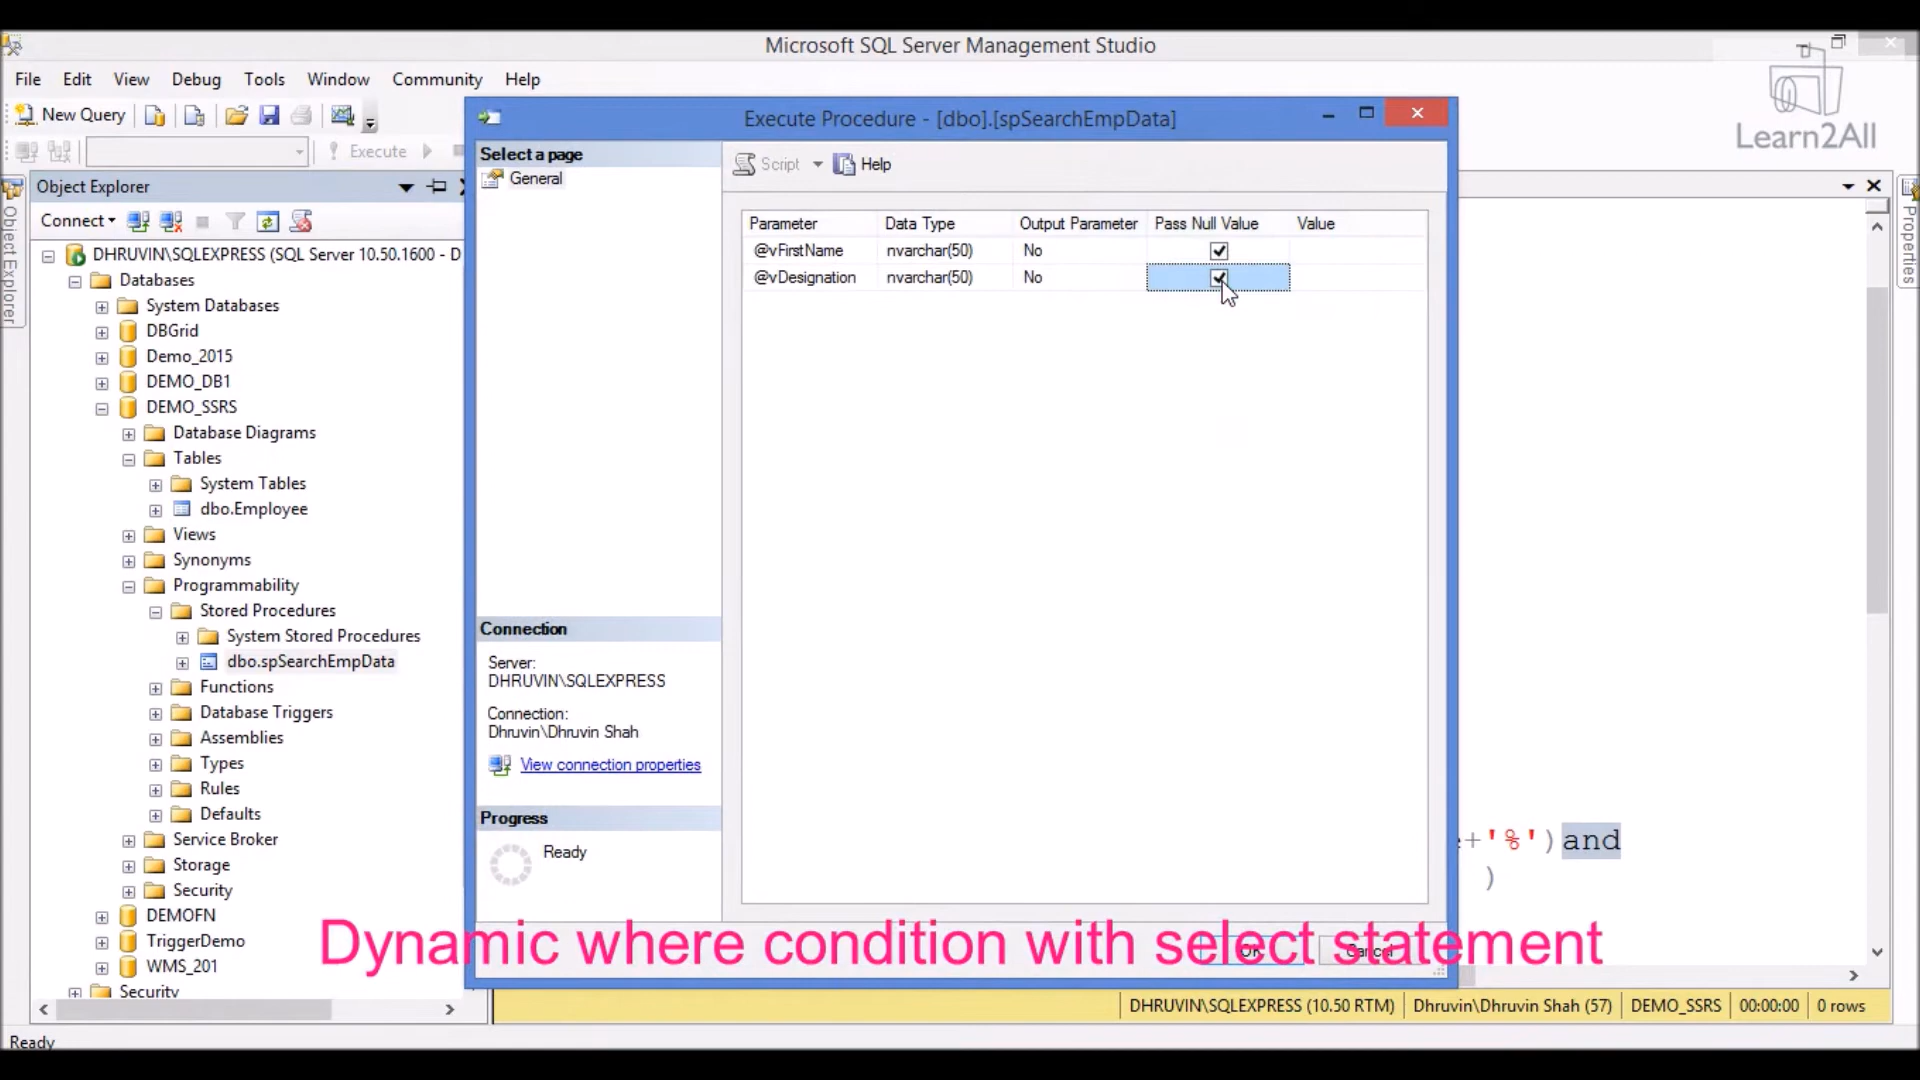 Microsoft SQL Server Management Studio
File Edit View Debug Tools Window Community Help
New Query
Execute
Learn2All
Execute Procedure - [dbo].[spSearchEmpData]
Select a page
General
Script Help
Parameter Data Type Output Parameter Pass Null Value Value
@vFirstName nvarchar(50) No
@vDesignation nvarchar(50) No
Connection
Server:
DHRUVIN\SQLEXPRESS
Connection:
Dhruvin\Dhruvin Shah
View connection properties
Progress
Ready
OK Cancel
Object Explorer
Object Explorer
Connect
DHRUVIN\SQLEXPRESS (SQL Server 10.50.1600 - D
Databases
System Databases
DBGrid
Demo_2015
DEMO_DB1
DEMO_SSRS
Database Diagrams
Tables
System Tables
dbo.Employee
Views
Synonyms
Programmability
Stored Procedures
System Stored Procedures
dbo.spSearchEmpData
Functions
Database Triggers
Assemblies
Types
Rules
Defaults
Service Broker
Storage
Security
DEMOFN
TriggerDemo
WMS_201
Security
Properties
+'%')and
)
Dynamic where condition with select statement
DHRUVIN\SQLEXPRESS (10.50 RTM) Dhruvin\Dhruvin Shah (57) DEMO_SSRS 00:00:00 0 rows
Ready